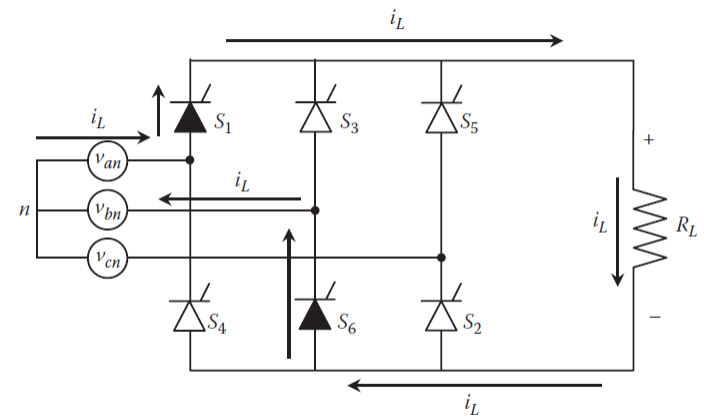 i_L
i_L
S_1
S_3
S_5
+
v_an
i_L
n
v_bn
i_L
R_L
v_cn
S_4
S_6
S_2
−
i_L